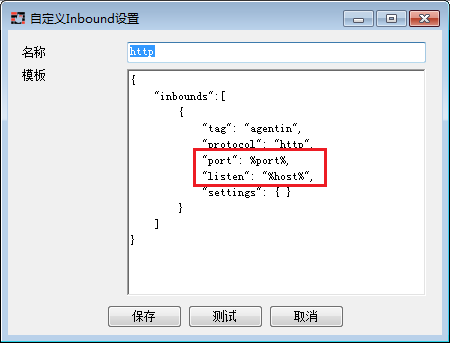 自定义Inbound设置
名称
http
模板
{
"inbounds":[
{
"tag": "agentin",
"protocol": "http",
"port": %port%,
"listen": "%host%",
"settings": { }
}
]
}
保存
测试
取消